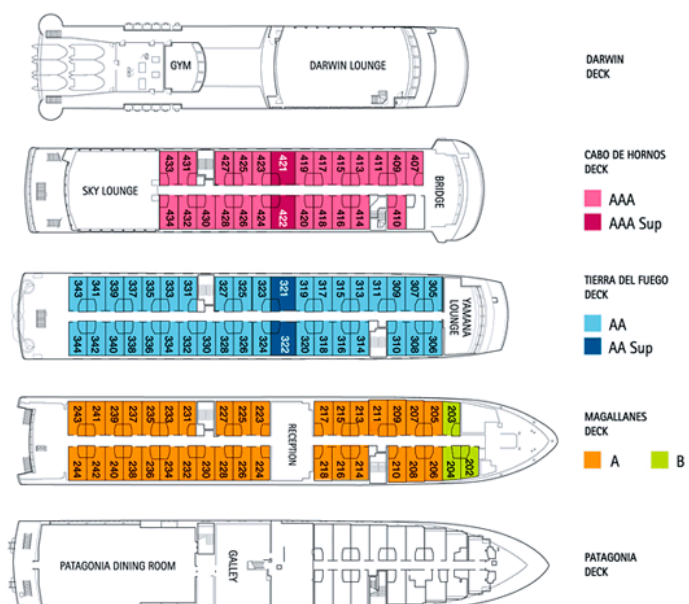 GYM
DARWIN LOUNGE
DARWIN
DECK
433 431 427 425 423 421 419 417 415 413 411 409 407
SKY LOUNGE
BRIDGE
434 432 430 428 426 424 422 420 418 416 414 410
CABO DE HORNOS
DECK
AAA
AAA Sup
343 341 339 337 335 333 331 327 325 323 321 319 317 315 313 311 309 307 305
YAMANA
LOUNGE
344 342 340 338 336 334 332 330 328 326 324 322 320 318 316 314 310 308 306
TIERRA DEL FUEGO
DECK
AA
AA Sup
243 241 239 237 235 233 231 227 225 223 217 215 213 211 209 207 205 203
RECEPTION
244 242 240 238 236 234 232 230 228 226 224 218 216 214 210 208 206 204 202
MAGALLANES
DECK
A
B
PATAGONIA DINING ROOM
GALLEY
PATAGONIA
DECK